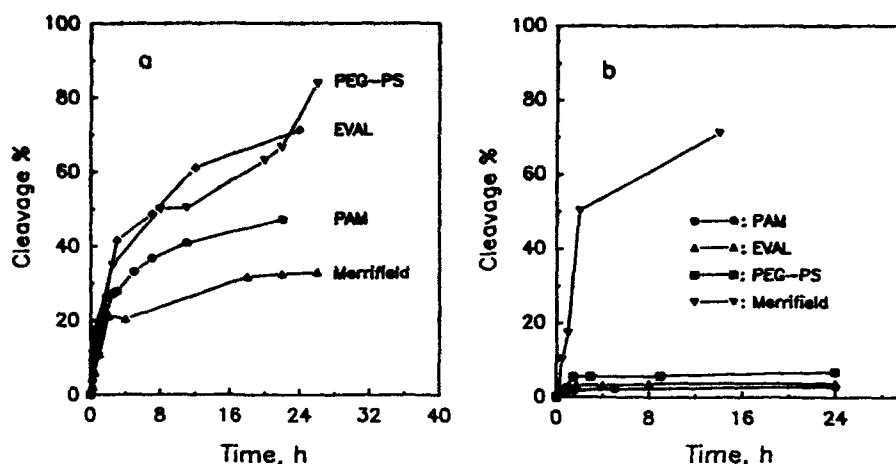 a
Cleavage %
100
80
60
40
20
0
PEG-PS
EVAL
PAM
Merrifield
0 8 16 24 32 40
Time, h
b
Cleavage %
100
80
60
40
20
0
: PAM
: EVAL
: PEG-PS
: Merrifield
0 8 16 24
Time, h